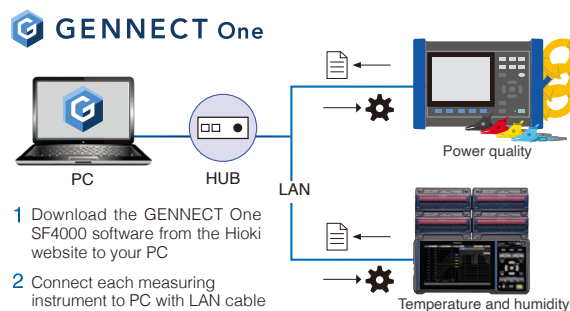 GENNECT One
PC
HUB
LAN
Power quality
Temperature and humidity
1 Download the GENNECT One
SF4000 software from the Hioki
website to your PC
2 Connect each measuring
instrument to PC with LAN cable